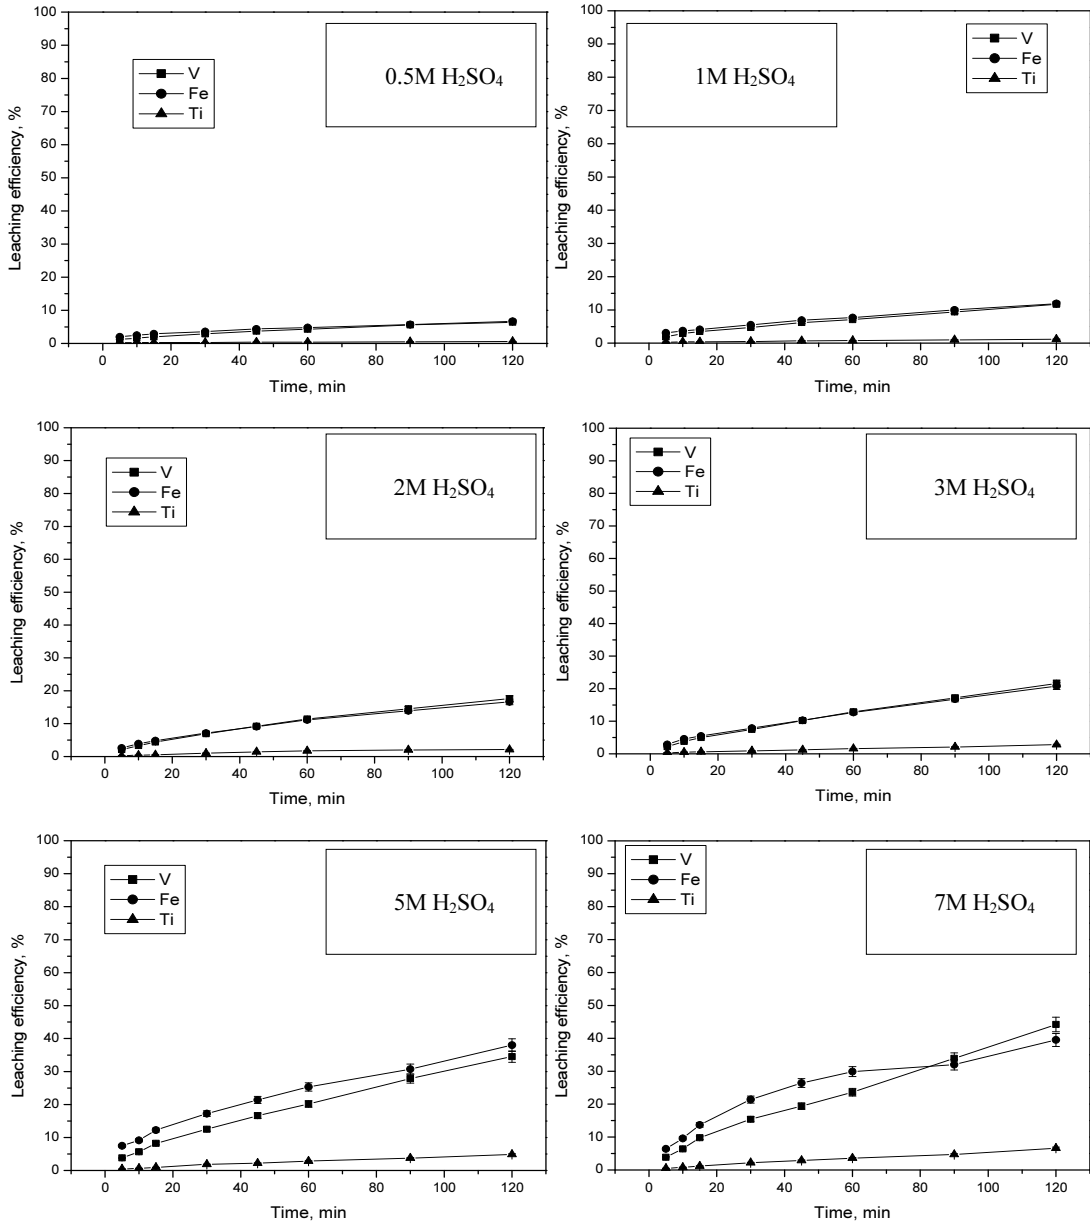 100
90
80
70
60
50
40
30
20
10
0
Leaching efficiency, %
V
Fe
Ti
0.5M H₂SO₄
0 20 40 60 80 100 120
Time, min
100
90
80
70
60
50
40
30
20
10
0
Leaching efficiency, %
1M H₂SO₄
V
Fe
Ti
0 20 40 60 80 100 120
Time, min
100
90
80
70
60
50
40
30
20
10
0
Leaching efficiency, %
V
Fe
Ti
2M H₂SO₄
0 20 40 60 80 100 120
Time, min
100
90
80
70
60
50
40
30
20
10
0
Leaching efficiency, %
V
Fe
Ti
3M H₂SO₄
0 20 40 60 80 100 120
Time, min
100
90
80
70
60
50
40
30
20
10
0
Leaching efficiency, %
V
Fe
Ti
5M H₂SO₄
0 20 40 60 80 100 120
Time, min
100
90
80
70
60
50
40
30
20
10
0
Leaching efficiency, %
V
Fe
Ti
7M H₂SO₄
0 20 40 60 80 100 120
Time, min